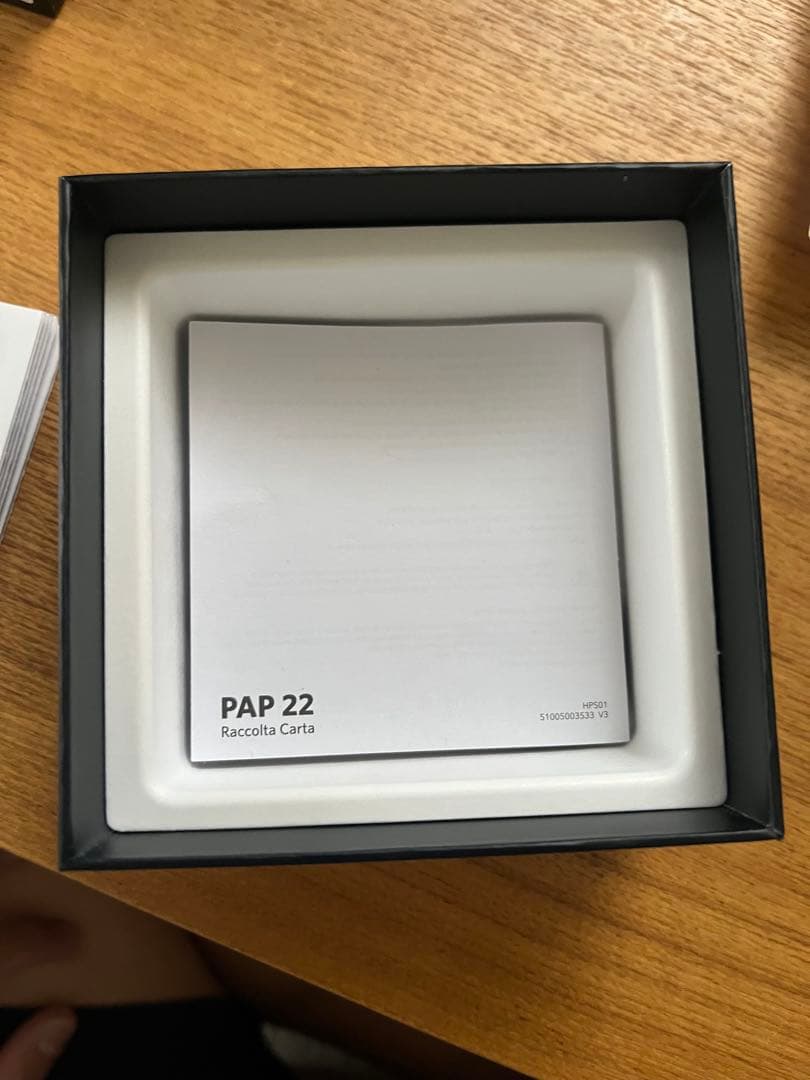 PAP 22
Raccolta Carta
HPS01
51005003533 V3